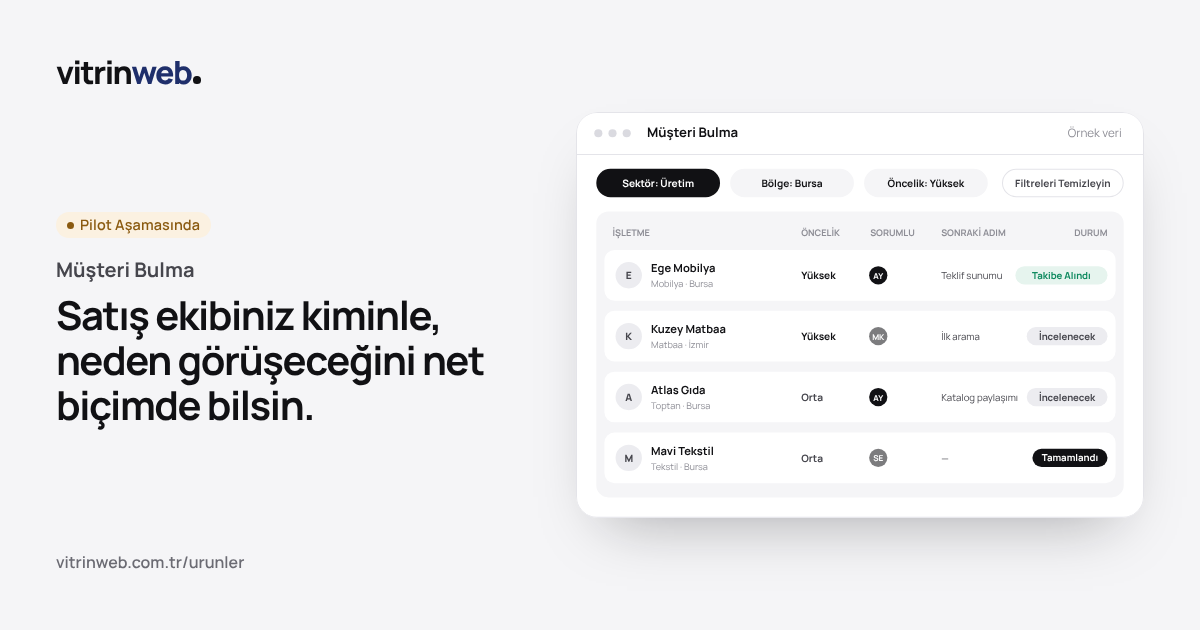 vitrinweb.
Pilot Aşamasında
Müşteri Bulma
Satış ekibiniz kiminle,
neden görüşeceğini net
biçimde bilsin.
vitrinweb.com.tr/urunler
Müşteri Bulma
Örnek veri
Sektör: Üretim
Bölge: Bursa
Öncelik: Yüksek
Filtreleri Temizleyin
İŞLETME ÖNCELİK SORUMLU SONRAKİ ADIM DURUM
E Ege Mobilya Yüksek AY Teklif sunumu Takibe Alındı
Mobilya · Bursa
K Kuzey Matbaa Yüksek MK İlk arama İncelenecek
Matbaa · İzmir
A Atlas Gıda Orta AY Katalog paylaşımı İncelenecek
Toptan · Bursa
M Mavi Tekstil Orta SE – Tamamlandı
Tekstil · Bursa